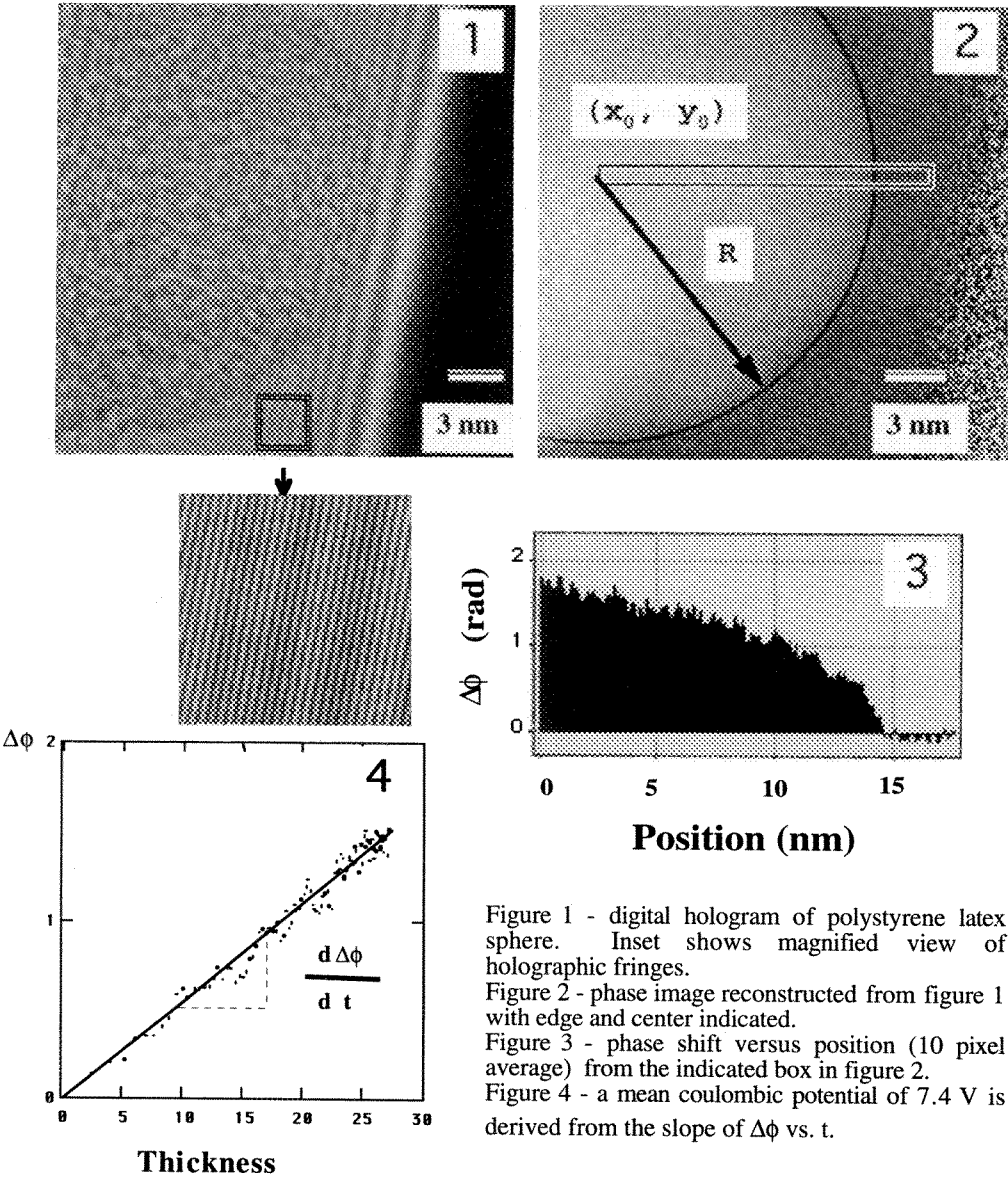 1
3 nm
2
(x₀, y₀)
R
3 nm
3
Δϕ (rad)
2
1
0
0 5 10 15
Position (nm)
4
Δϕ
2
1
0
d Δϕ
d t
0 5 10 15 20 25 30
Thickness
Figure 1 - digital hologram of polystyrene latex
sphere. Inset shows magnified view of
holographic fringes.
Figure 2 - phase image reconstructed from figure 1
with edge and center indicated.
Figure 3 - phase shift versus position (10 pixel
average) from the indicated box in figure 2.
Figure 4 - a mean coulombic potential of 7.4 V is
derived from the slope of Δϕ vs. t.